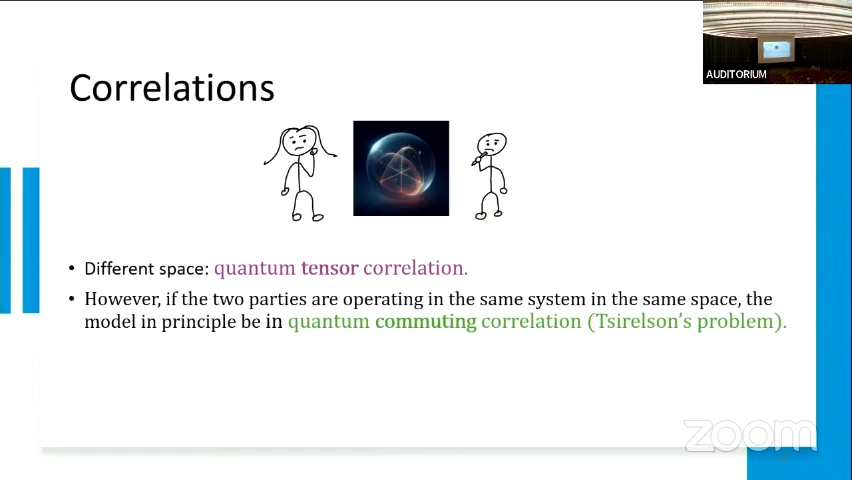 AUDITORIUM
Correlations
• Different space: quantum tensor correlation.
• However, if the two parties are operating in the same system in the same space, the
model in principle be in quantum commuting correlation (Tsirelson’s problem).
zoom